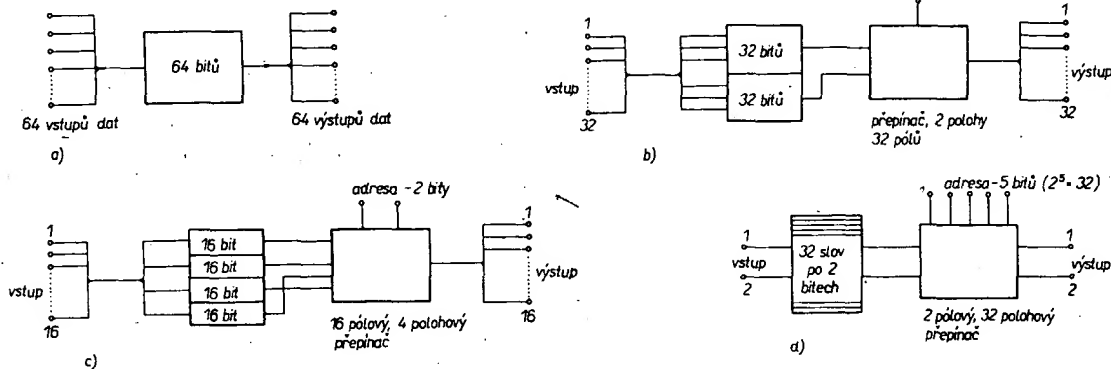 64 bitů
64 vstupů dat
64 výstupů dat
a)
1
vstup
32
32 bitů
32 bitů
přepínač, 2 polohy
32 pólů
1
výstup
32
b)
adresa - 2 bity
1
vstup
16
16 bit
16 bit
16 bit
16 bit
16 pólový, 4 polohový
přepínač
1
výstup
16
c)
adresa - 5 bitů (2⁵ = 32)
1
vstup
2
32 slov
po 2
bitech
1
výstup
2
2 pólový, 32 polohový
přepínač
d)